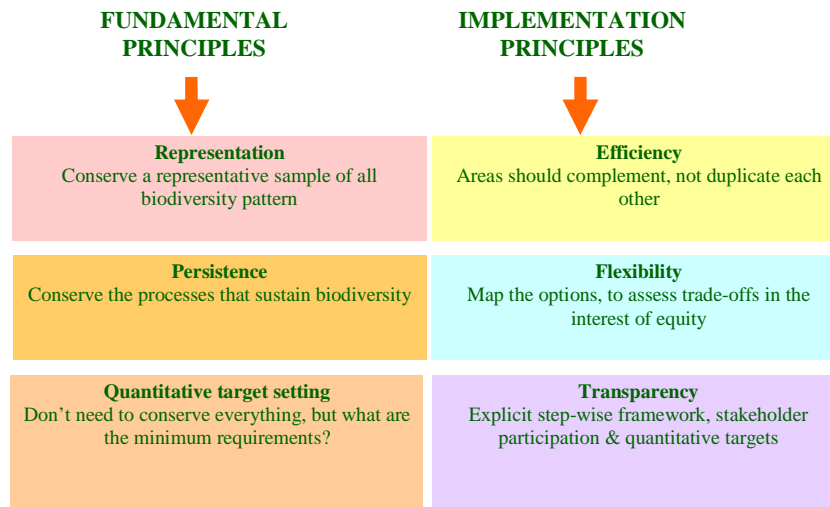 FUNDAMENTAL
PRINCIPLES
Representation
Conserve a representative sample of all
biodiversity pattern
Persistence
Conserve the processes that sustain biodiversity
Quantitative target setting
Don’t need to conserve everything, but what are
the minimum requirements?
IMPLEMENTATION
PRINCIPLES
Efficiency
Areas should complement, not duplicate each
other
Flexibility
Map the options, to assess trade-offs in the
interest of equity
Transparency
Explicit step-wise framework, stakeholder
participation & quantitative targets